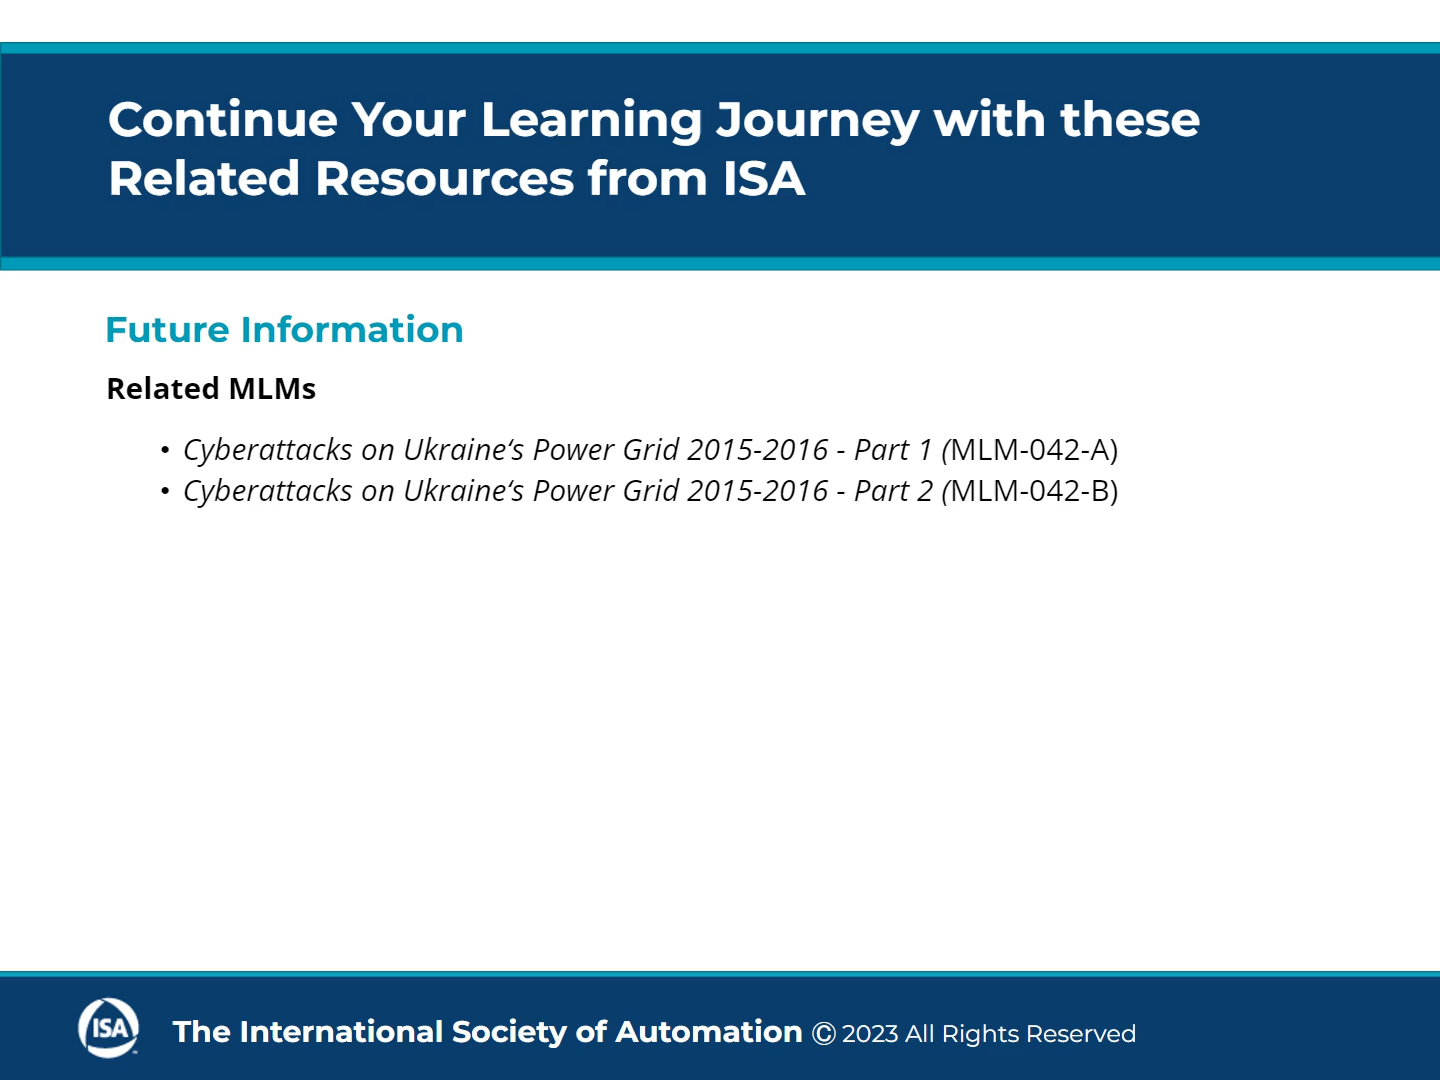 Continue Your Learning Journey with these
Related Resources from ISA
Future Information
Related MLMs
• Cyberattacks on Ukraine‘s Power Grid 2015-2016 - Part 1 (MLM-042-A)
• Cyberattacks on Ukraine‘s Power Grid 2015-2016 - Part 2 (MLM-042-B)
ISA The International Society of Automation © 2023 All Rights Reserved